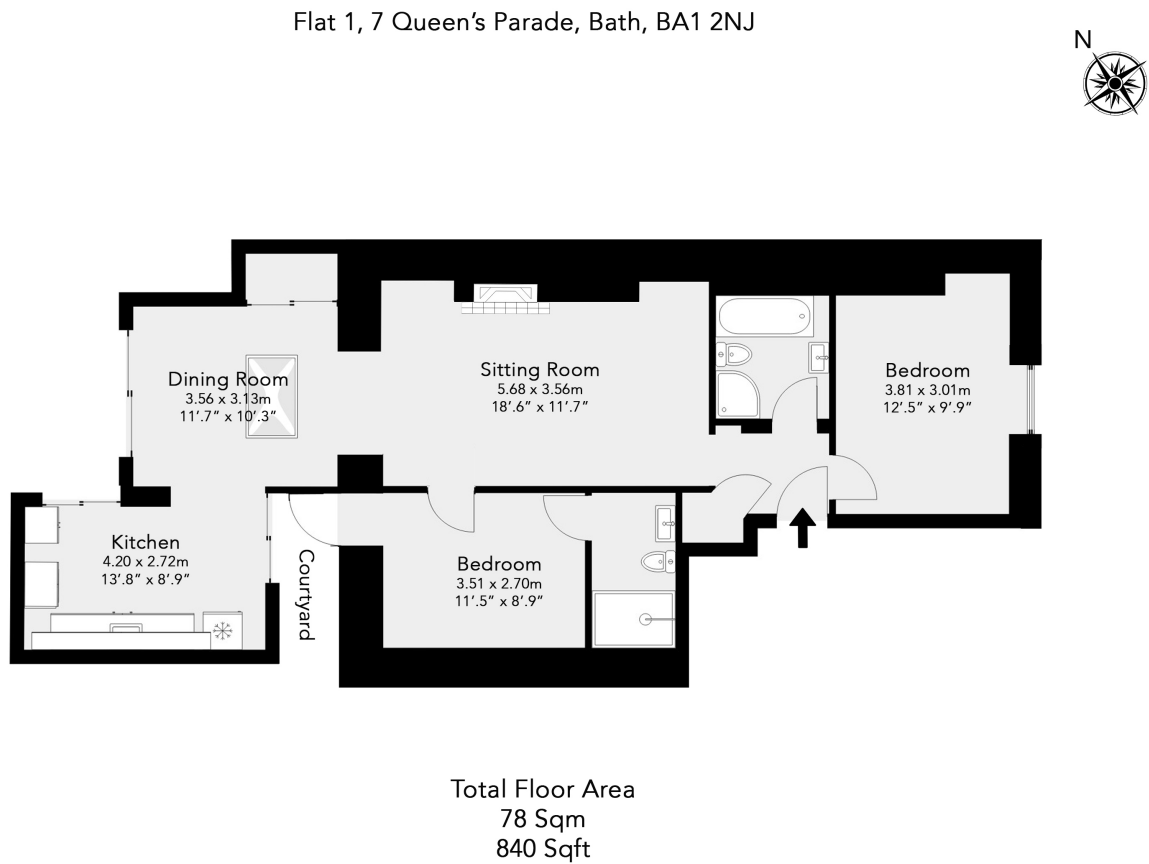 Flat 1, 7 Queen's Parade, Bath, BA1 2NJ
N
Dining Room
3.56 x 3.13m
11'.7" x 10'.3"
Sitting Room
5.68 x 3.56m
18'.6" x 11'.7"
Bedroom
3.81 x 3.01m
12'.5" x 9'.9"
Kitchen
4.20 x 2.72m
13'.8" x 8'.9"
Courtyard
Bedroom
3.51 x 2.70m
11'.5" x 8'.9"
Total Floor Area
78 Sqm
840 Sqft